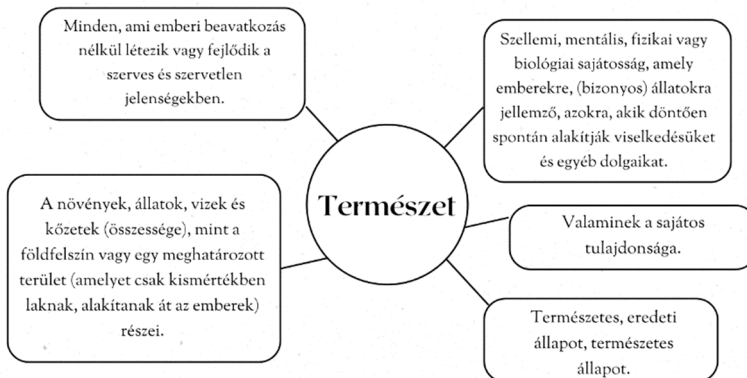 Minden, ami emberi beavatkozás
nélkül létezik vagy fejlődik a
szerves és szervetlen
jelenségekben.
Szellemi, mentális, fizikai vagy
biológiai sajátosság, amely
emberekre, (bizonyos) állatokra
jellemző, azokra, akik döntően
spontán alakítják viselkedésüket
és egyéb dolgaikat.
Természet
A növények, állatok, vizek és
kőzetek (összessége), mint a
földfelszín vagy egy meghatározott
terület (amelyet csak kismértékben
laknak, alakítanak át az emberek)
részei.
Valaminek a sajátos
tulajdonsága.
Természetes, eredeti
állapot, természetes
állapot.